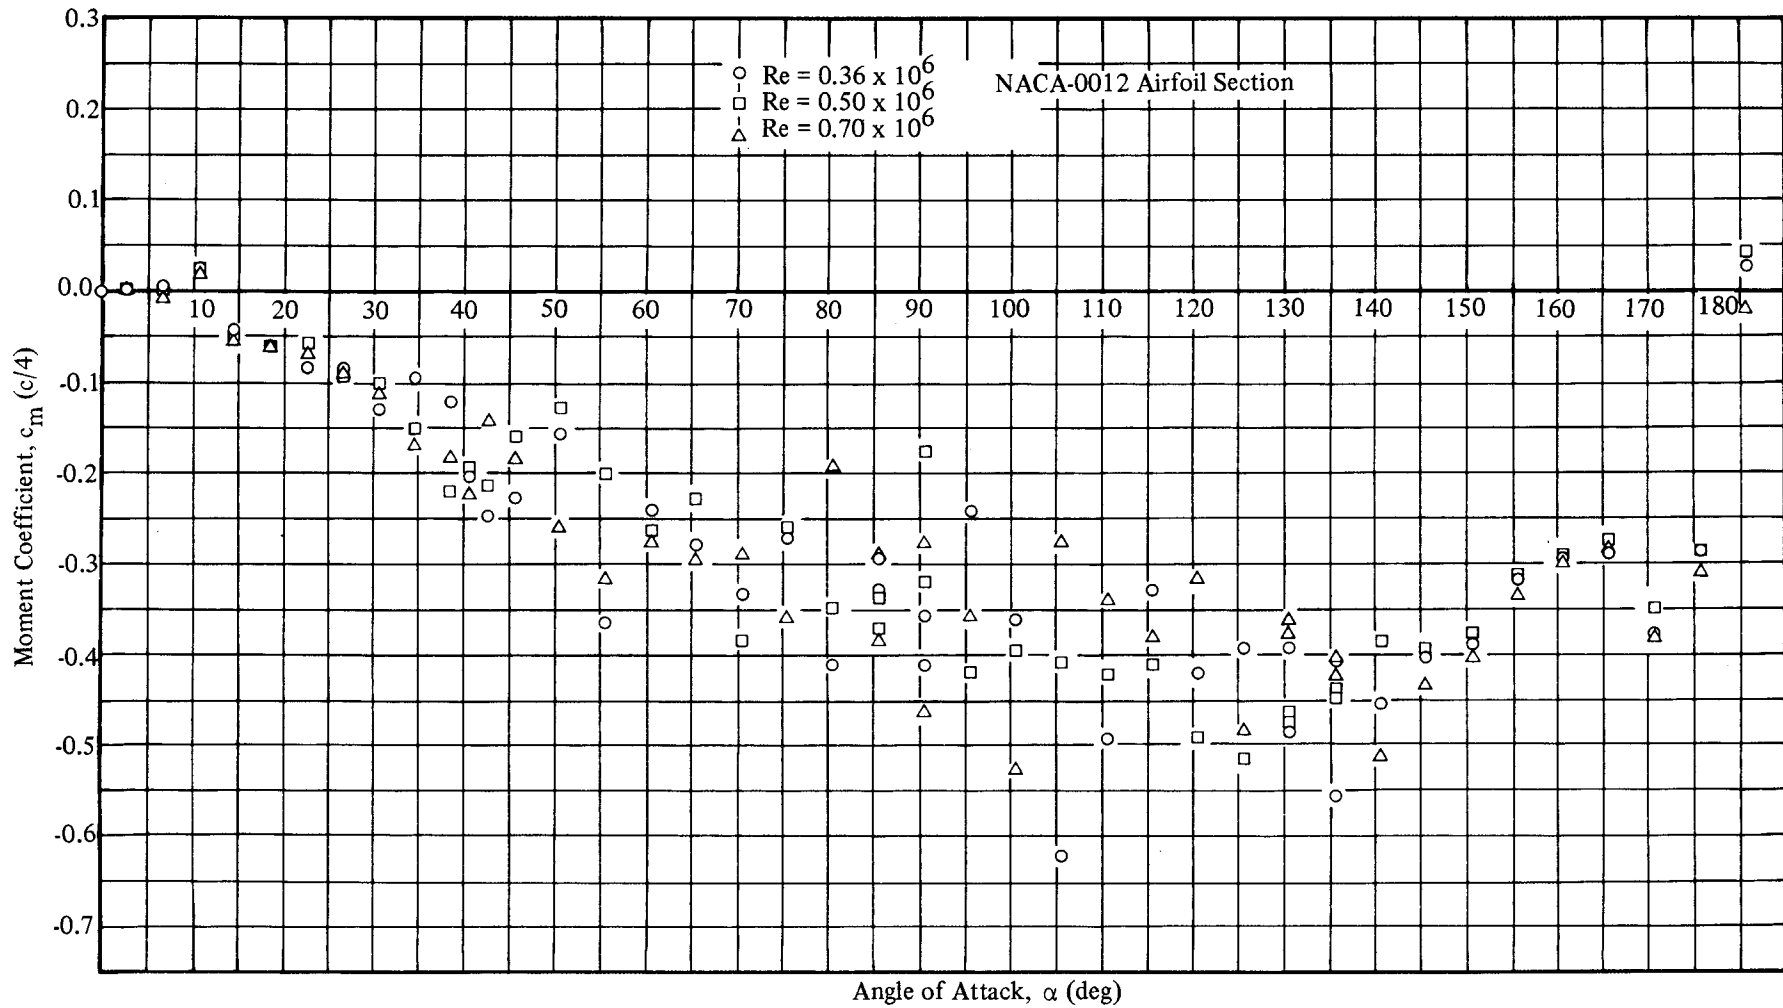 0.3
0.2
0.1
0.0
-0.1
-0.2
-0.3
-0.4
-0.5
-0.6
-0.7
Moment Coefficient, c_m (c/4)
○ Re = 0.36 x 10^6
□ Re = 0.50 x 10^6
△ Re = 0.70 x 10^6
NACA-0012 Airfoil Section
10 20 30 40 50 60 70 80 90 100 110 120 130 140 150 160 170 180
Angle of Attack, α (deg)